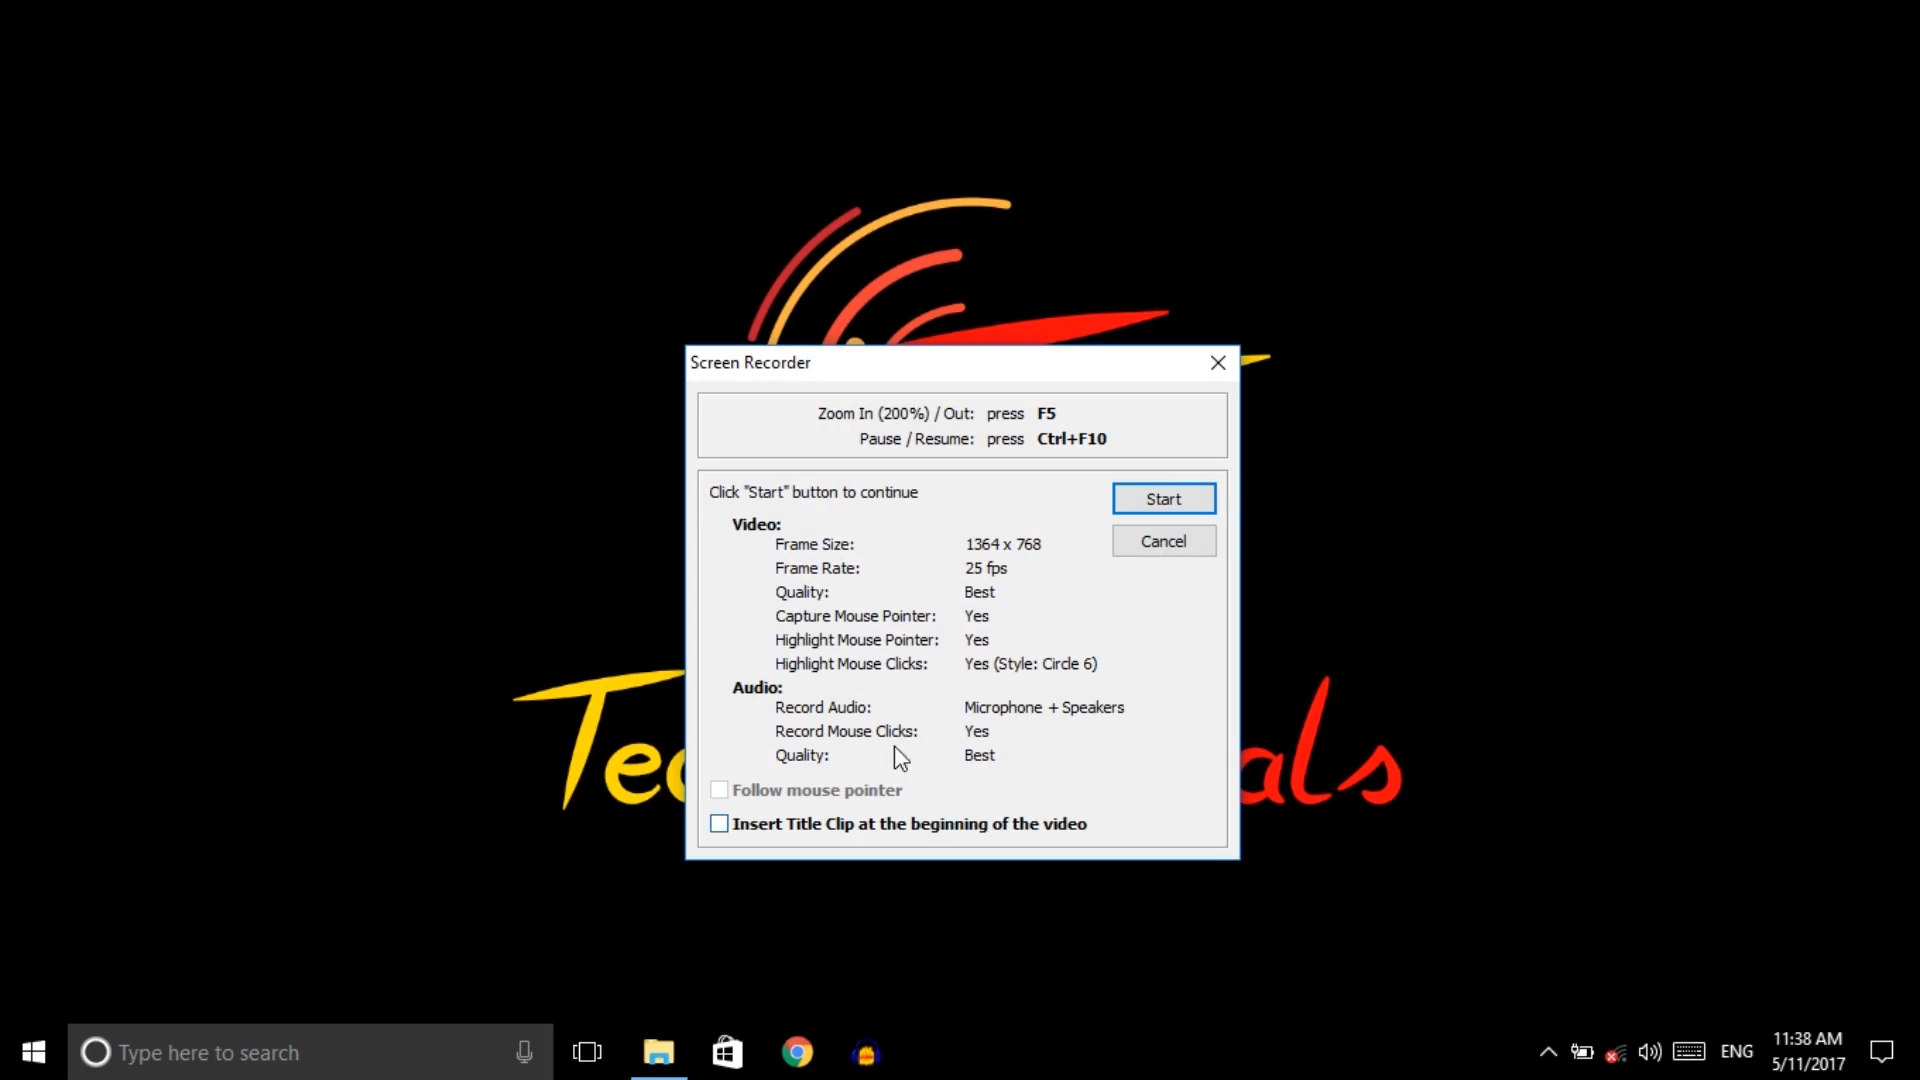 Screen Recorder
Zoom In (200%) / Out: press F5
Pause / Resume: press Ctrl+F10
Click "Start" button to continue
Start
Video:
Frame Size: 1364 x 768
Cancel
Frame Rate: 25 fps
Quality: Best
Capture Mouse Pointer: Yes
Highlight Mouse Pointer: Yes
Highlight Mouse Clicks: Yes (Style: Circle 6)
Audio:
Record Audio: Microphone + Speakers
Record Mouse Clicks: Yes
Quality: Best
Follow mouse pointer
Insert Title Clip at the beginning of the video
Te als
Type here to search
ENG
11:38 AM
5/11/2017